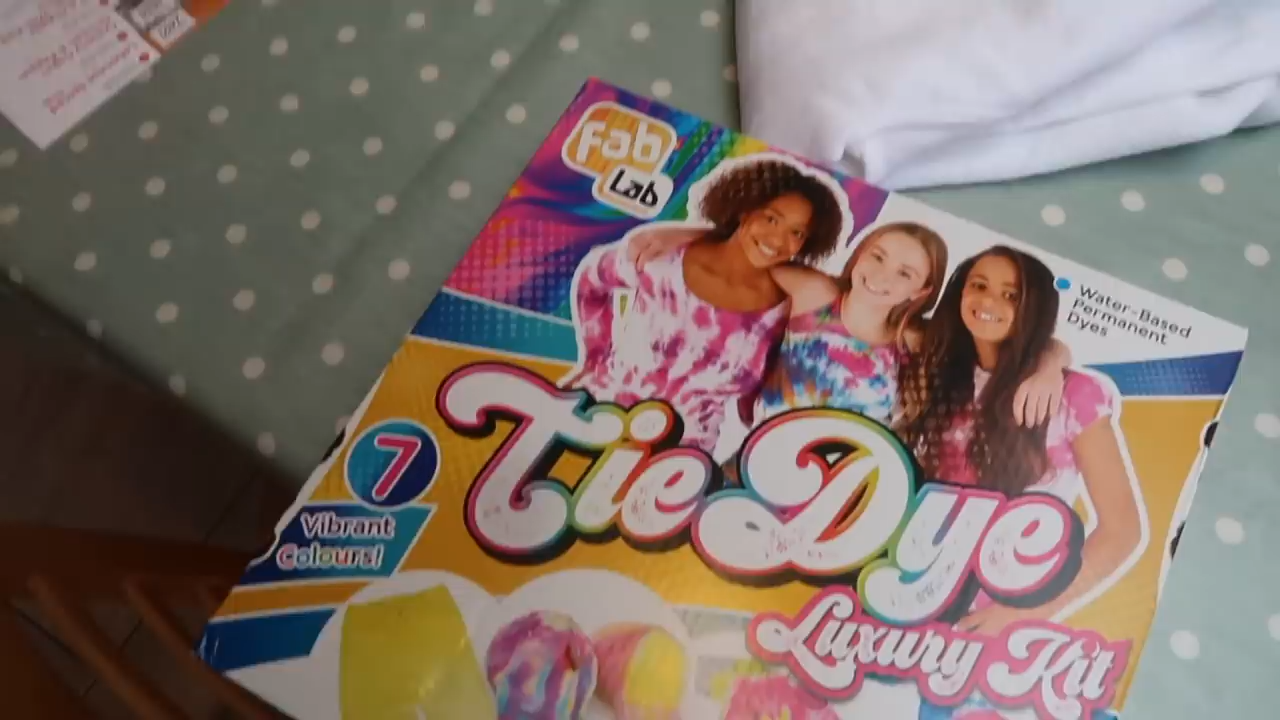 Fab
Lab
Water-Based
Permanent
Dyes
Tie Dye
7
Vibrant
Colours!
Luxury Kit